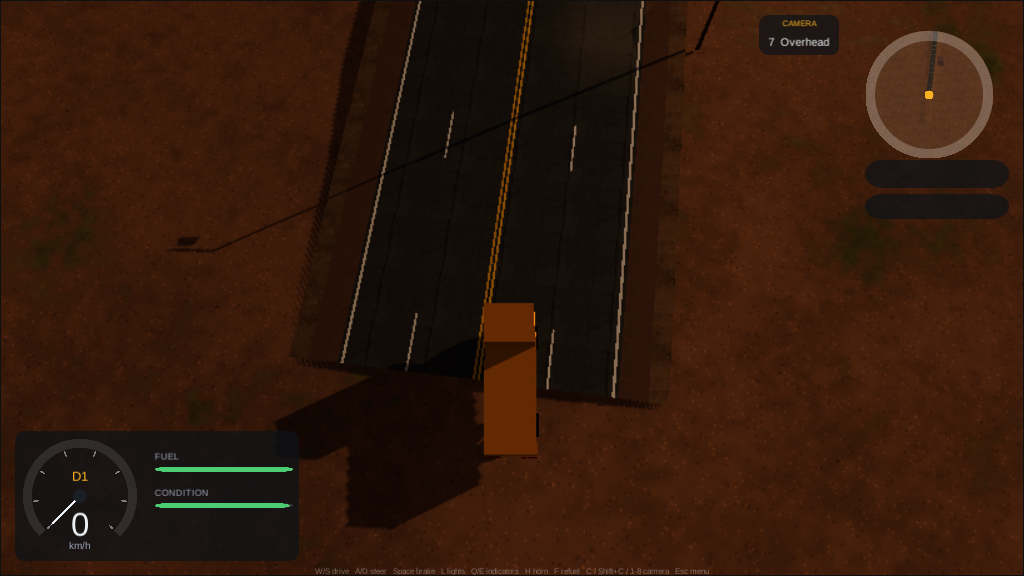 CAMERA
7 Overhead
D1
0
km/h
FUEL
CONDITION
W/S drive A/D steer Space brake L lights Q/E indicators H horn F refuel C / Shift+C / 1-8 camera Esc menu